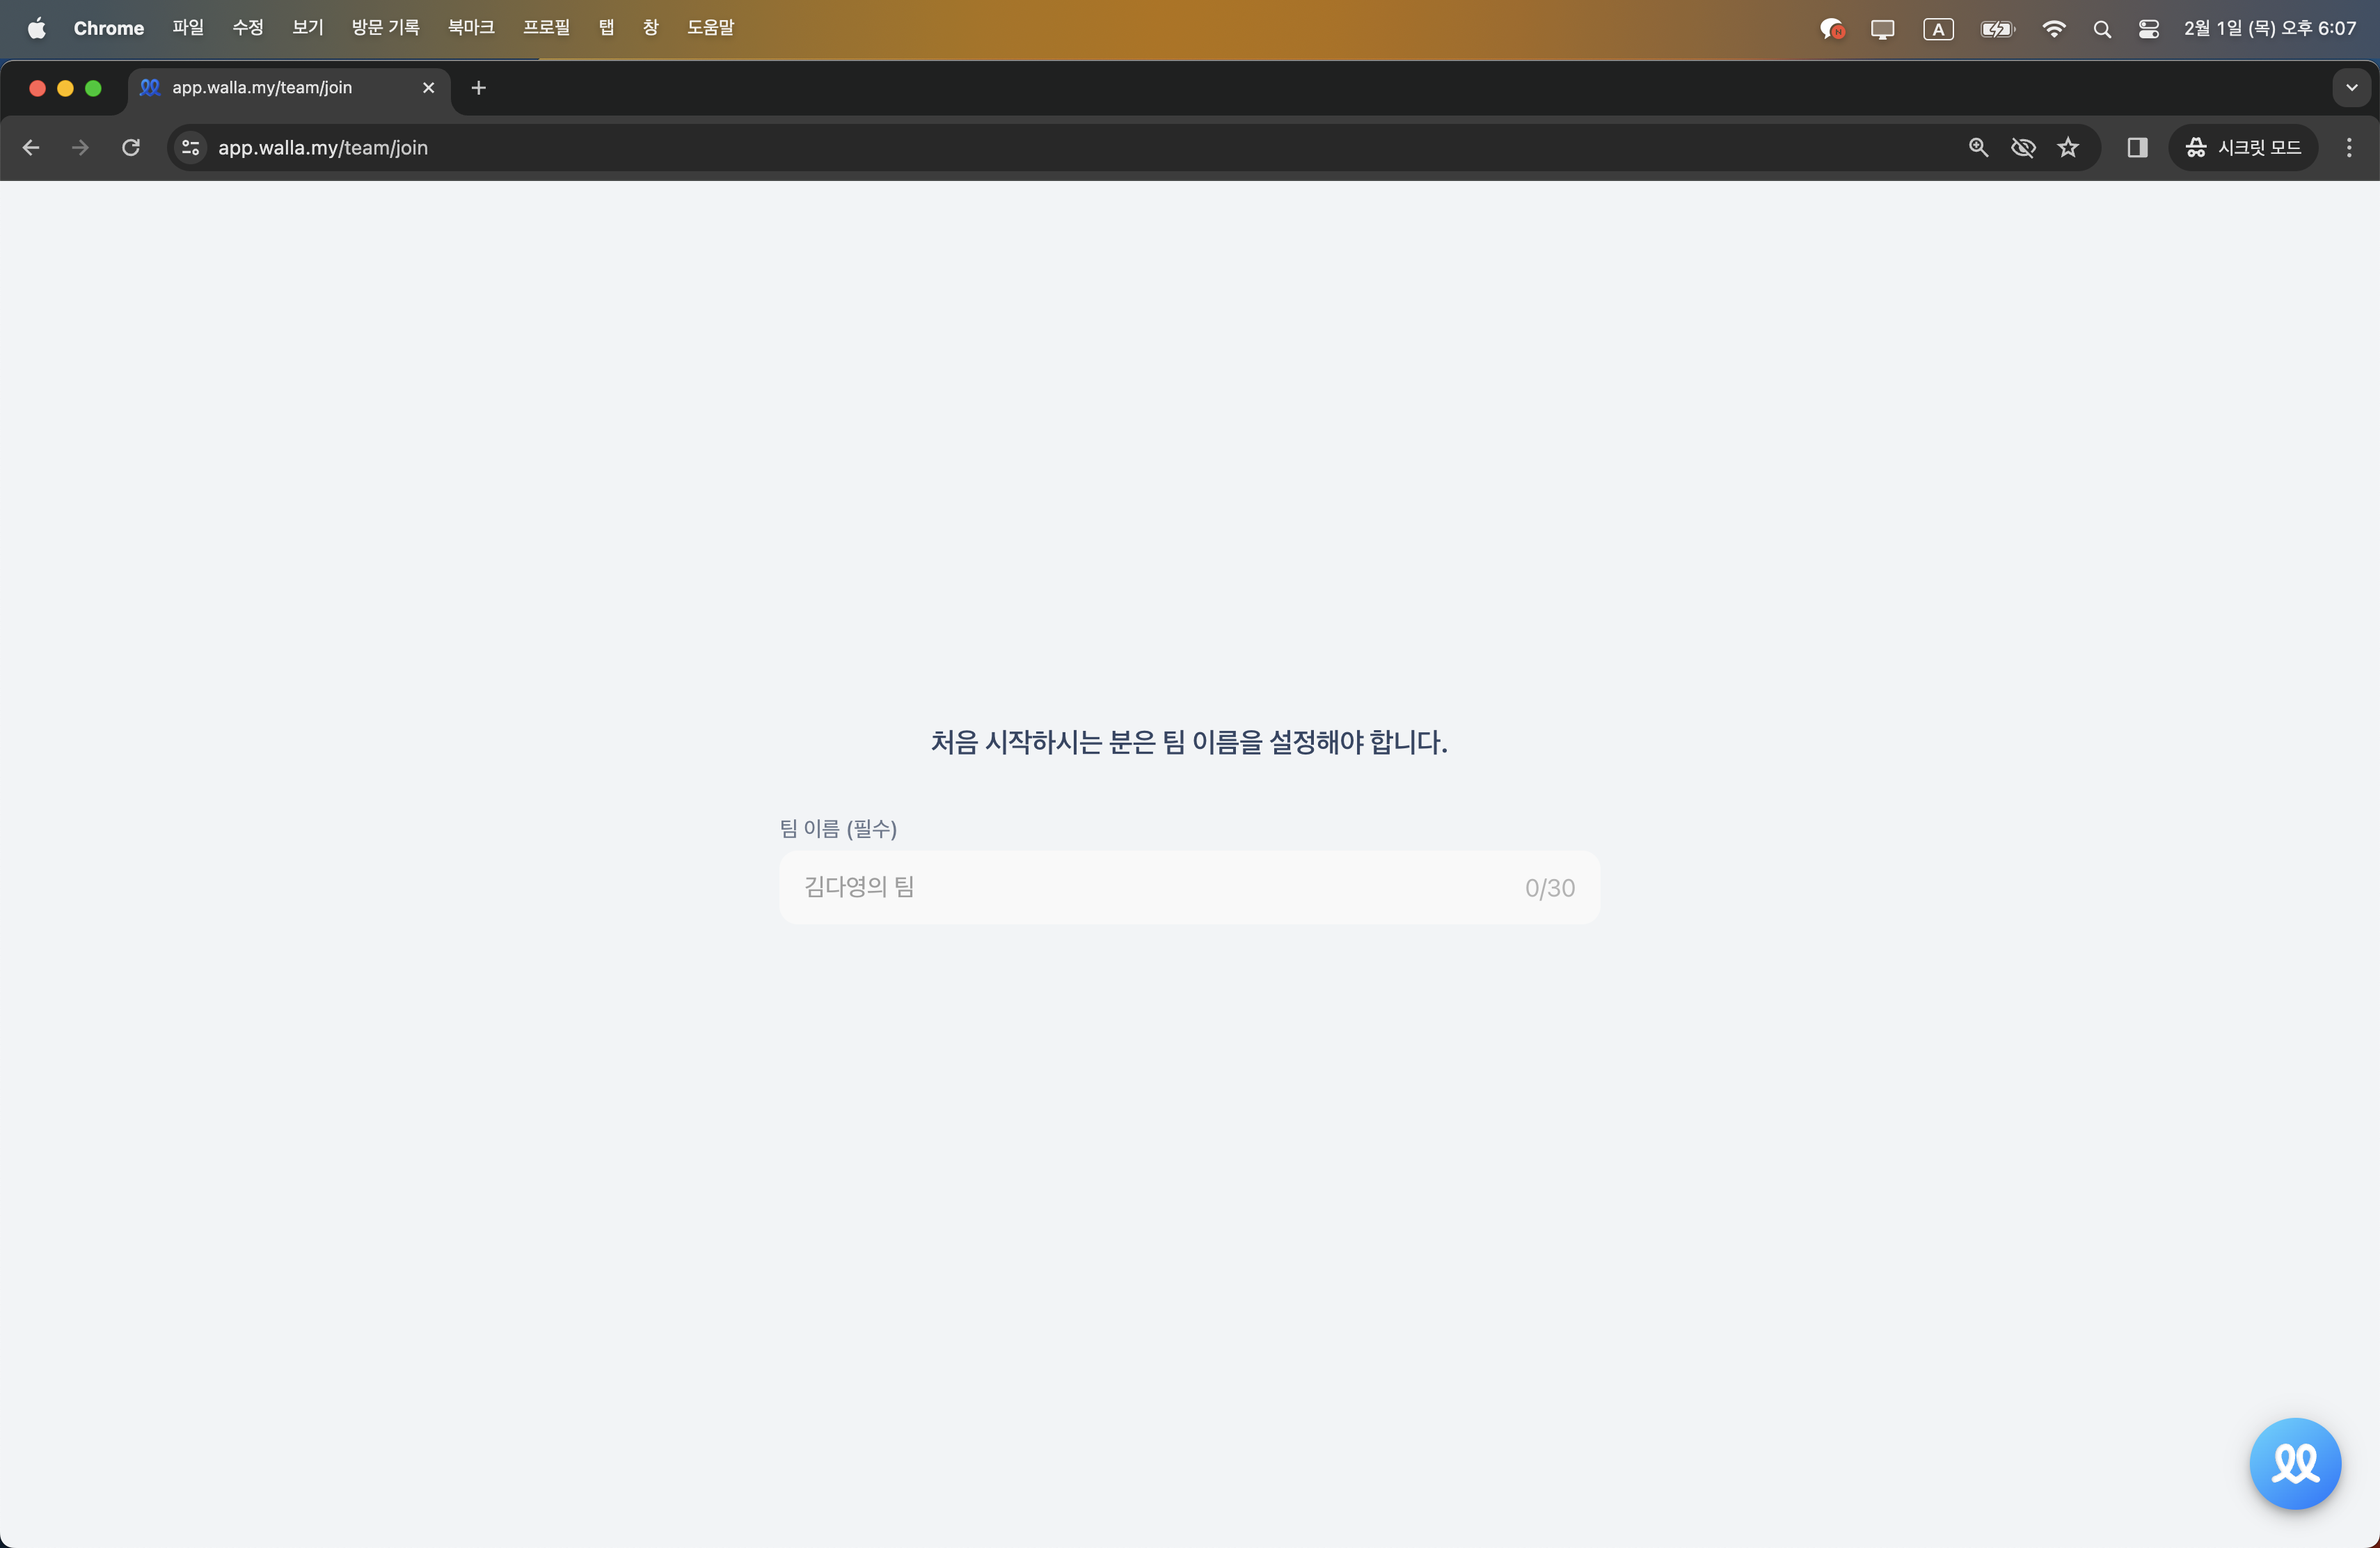 Chrome 파일 수정 보기 방문 기록 북마크 프로필 탭 창 도움말 A 2월 1일 (목) 오후 6:07
app.walla.my/team/join
app.walla.my/team/join 시크릿 모드
처음 시작하시는 분은 팀 이름을 설정해야 합니다.
팀 이름 (필수)
김다영의 팀 0/30